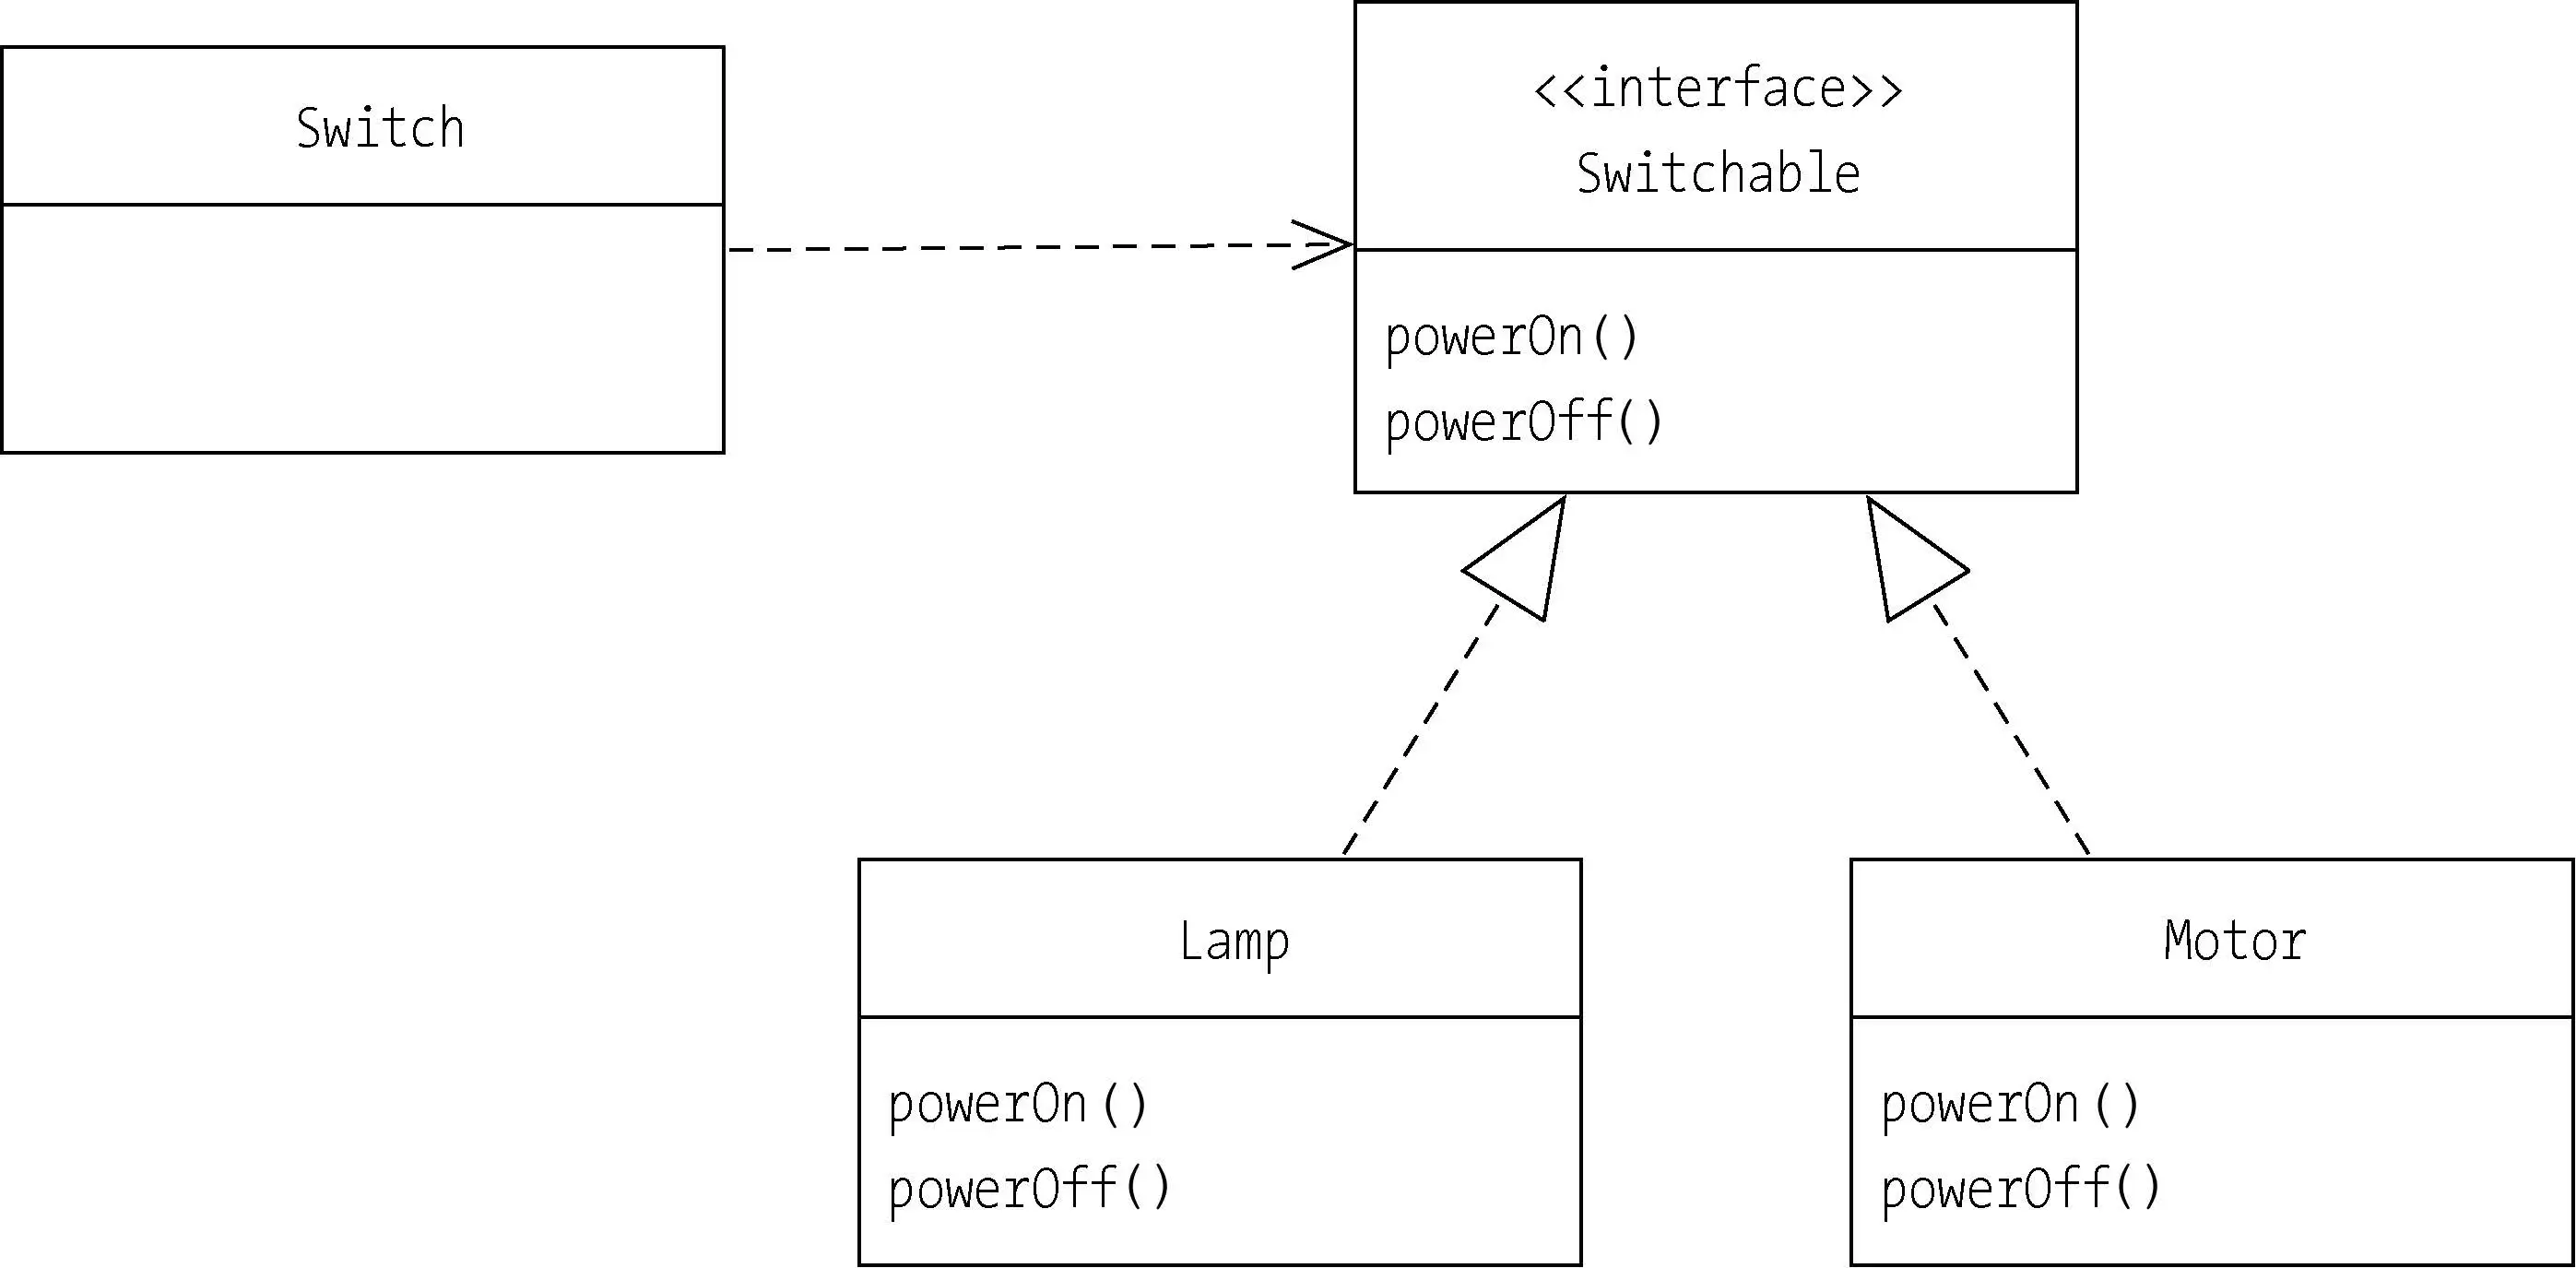 Switch
<<interface>>
Switchable
powerOn()
powerOff()
Lamp
powerOn()
powerOff()
Motor
powerOn()
powerOff()